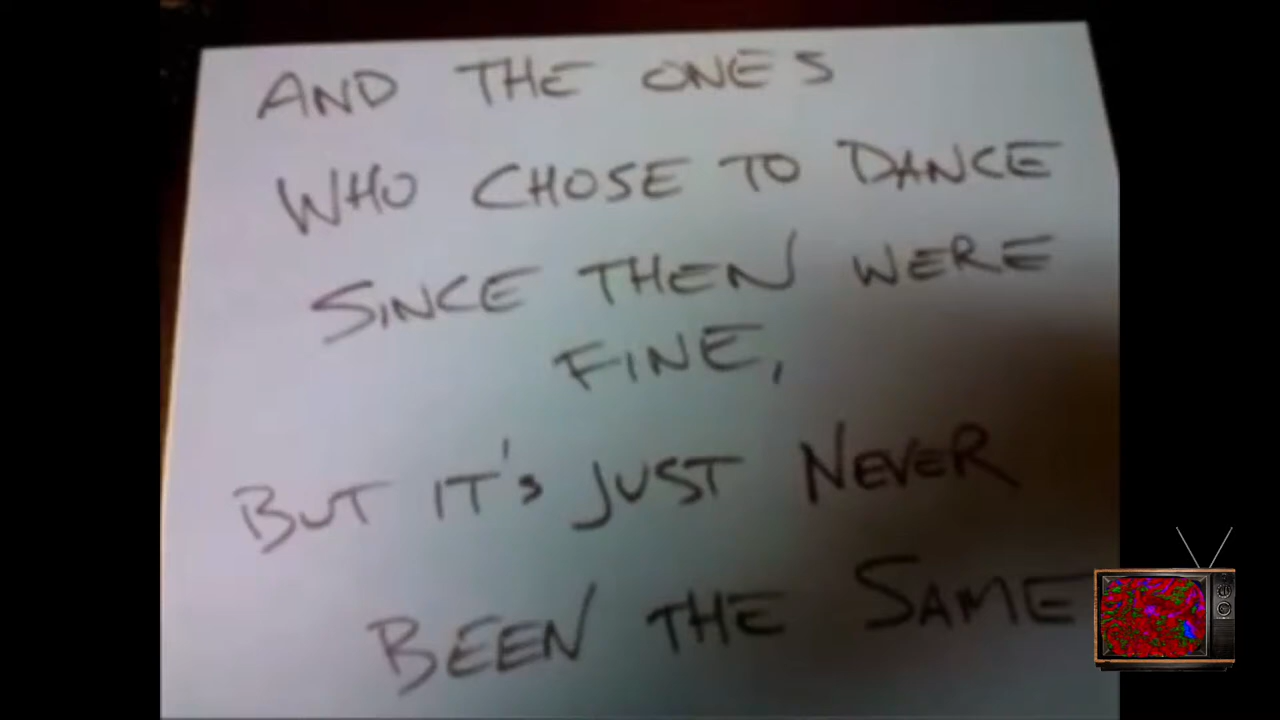 AND THE ONES
WHO CHOSE TO DANCE
SINCE THEN WERE
FINE,
BUT IT'S JUST NEVER
BEEN THE SAME